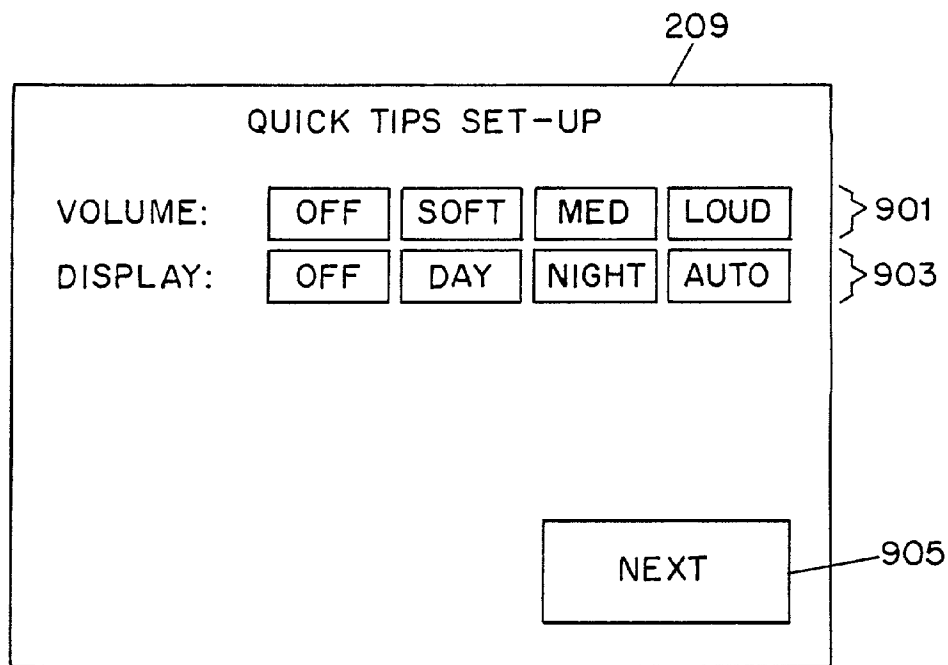 209
QUICK TIPS SET-UP
VOLUME: OFF SOFT MED LOUD 901
DISPLAY: OFF DAY NIGHT AUTO 903
NEXT 905